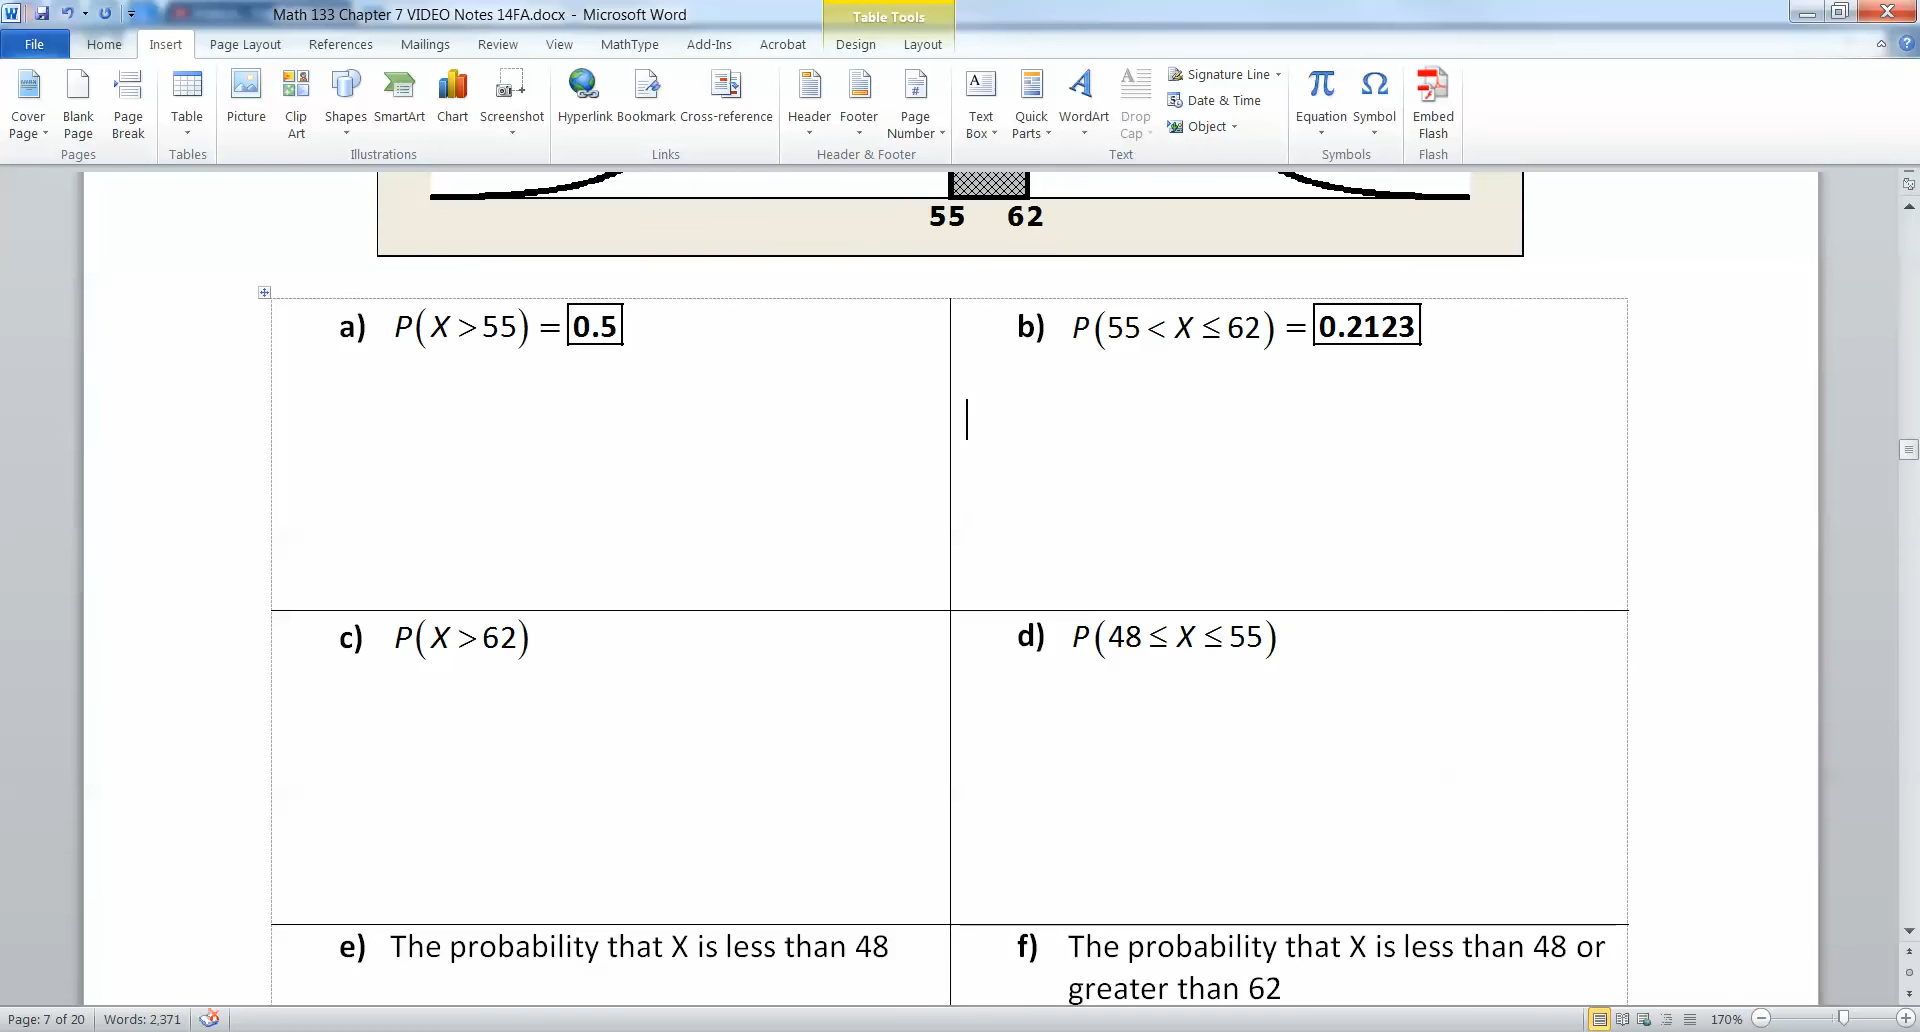 Math 133 Chapter 7 VIDEO Notes 14FA.docx - Microsoft Word
Table Tools
File Home Insert Page Layout References Mailings Review View MathType Add-Ins Acrobat Design Layout
Cover Page
Blank Page
Page Break
Table
Picture
Clip Art
Shapes
SmartArt
Chart
Screenshot
Hyperlink
Bookmark
Cross-reference
Header
Footer
Page Number
Text Box
Quick Parts
WordArt
Drop Cap
Signature Line
Date & Time
Object
Equation
Symbol
Embed Flash
Pages Tables Illustrations Links Header & Footer Text Symbols Flash
55 62
a) P(X > 55) = 0.5
b) P(55 < X ≤ 62) = 0.2123
c) P(X > 62)
d) P(48 ≤ X ≤ 55)
e) The probability that X is less than 48
f) The probability that X is less than 48 or
greater than 62
Page: 7 of 20 Words: 2,371 170%